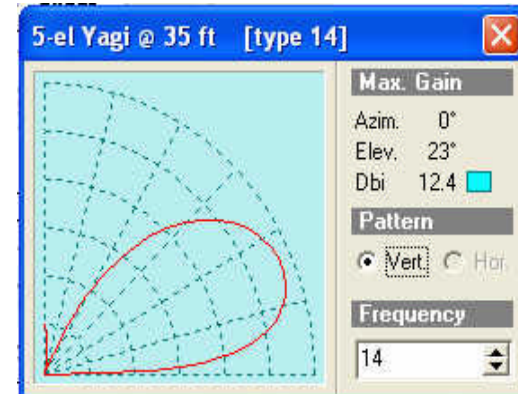 5-el Yagi @ 35 ft [type 14]
Max. Gain
Azim. 0°
Elev. 23°
Dbi 12.4
Pattern
Vert. Hor.
Frequency
14